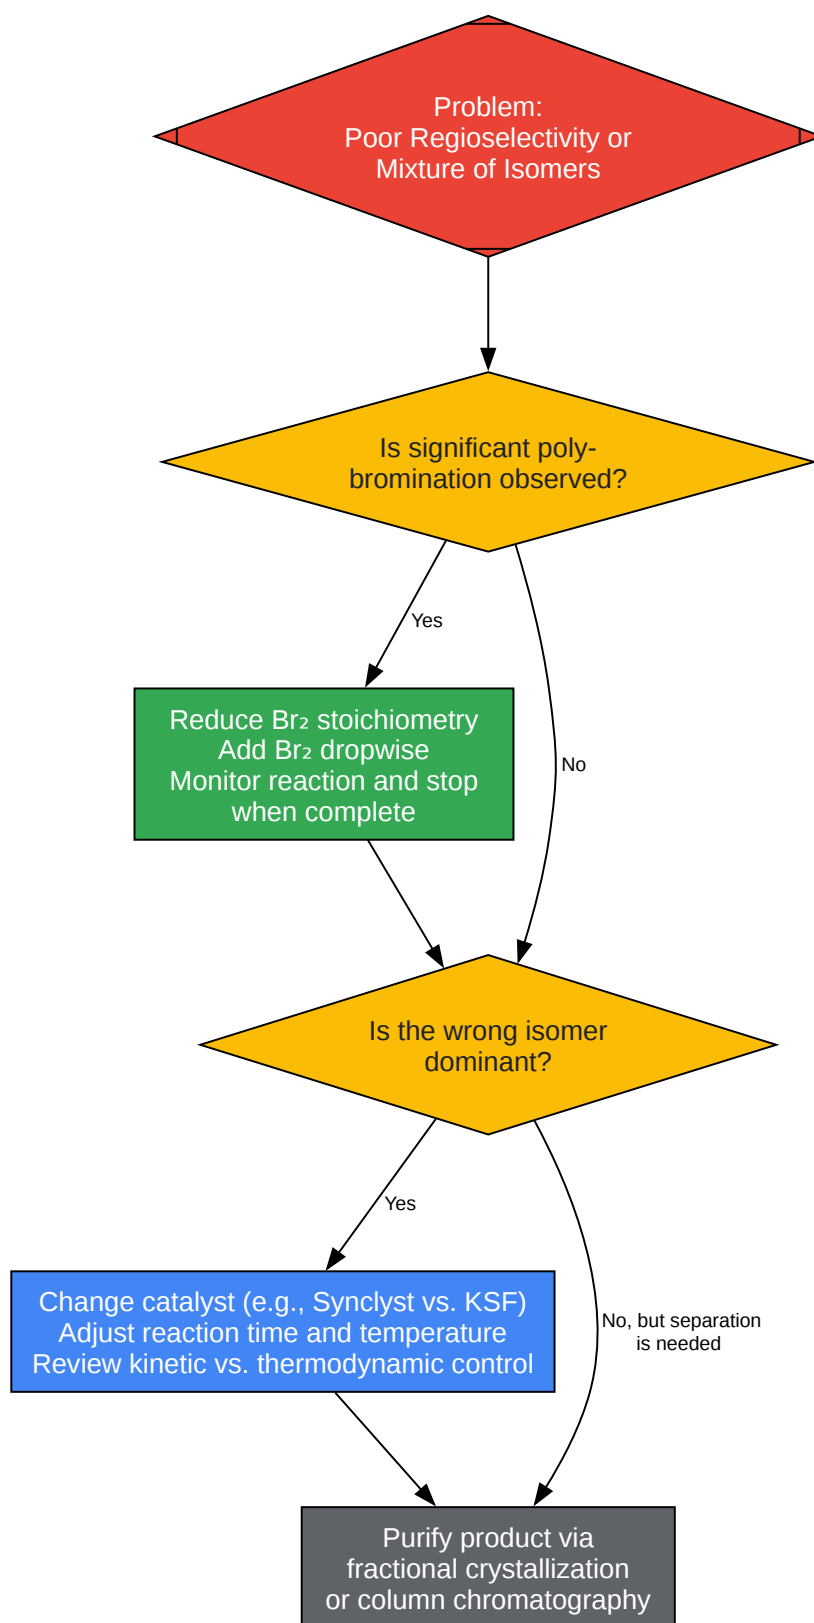 Problem:
Poor Regioselectivity or
Mixture of Isomers
Is significant poly-
bromination observed?
Yes
Reduce Br₂ stoichiometry
Add Br₂ dropwise
Monitor reaction and stop
when complete
No
Is the wrong isomer
dominant?
Yes
Change catalyst (e.g., Synclyst vs. KSF)
Adjust reaction time and temperature
Review kinetic vs. thermodynamic control
No, but separation
is needed
Purify product via
fractional crystallization
or column chromatography